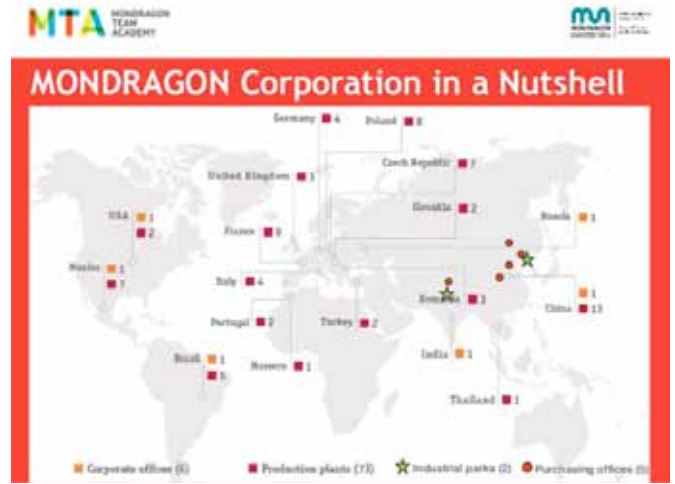 MTA MONDRAGON
TEAM
ACADEMY
MONDRAGON Corporation in a Nutshell
Germany 4
Poland 8
Czech Republic 7
United Kingdom 3
Slovakia 2
USA 1
2
France 9
Russia 1
Mexico 1
7
Italy 4
Romania 3
1
China 13
Portugal 2
Turkey 2
Brazil 1
5
Morocco 1
India 1
Thailand 1
Corporate offices (6)
Production plants (73)
Industrial parks (2)
Purchasing offices (5)